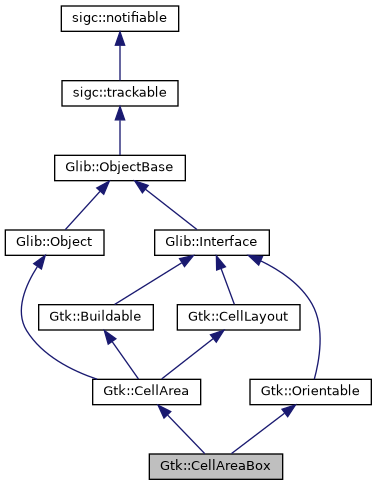 sigc::notifiable
sigc::trackable
Glib::ObjectBase
Glib::Object
Glib::Interface
Gtk::Buildable
Gtk::CellLayout
Gtk::CellArea
Gtk::Orientable
Gtk::CellAreaBox